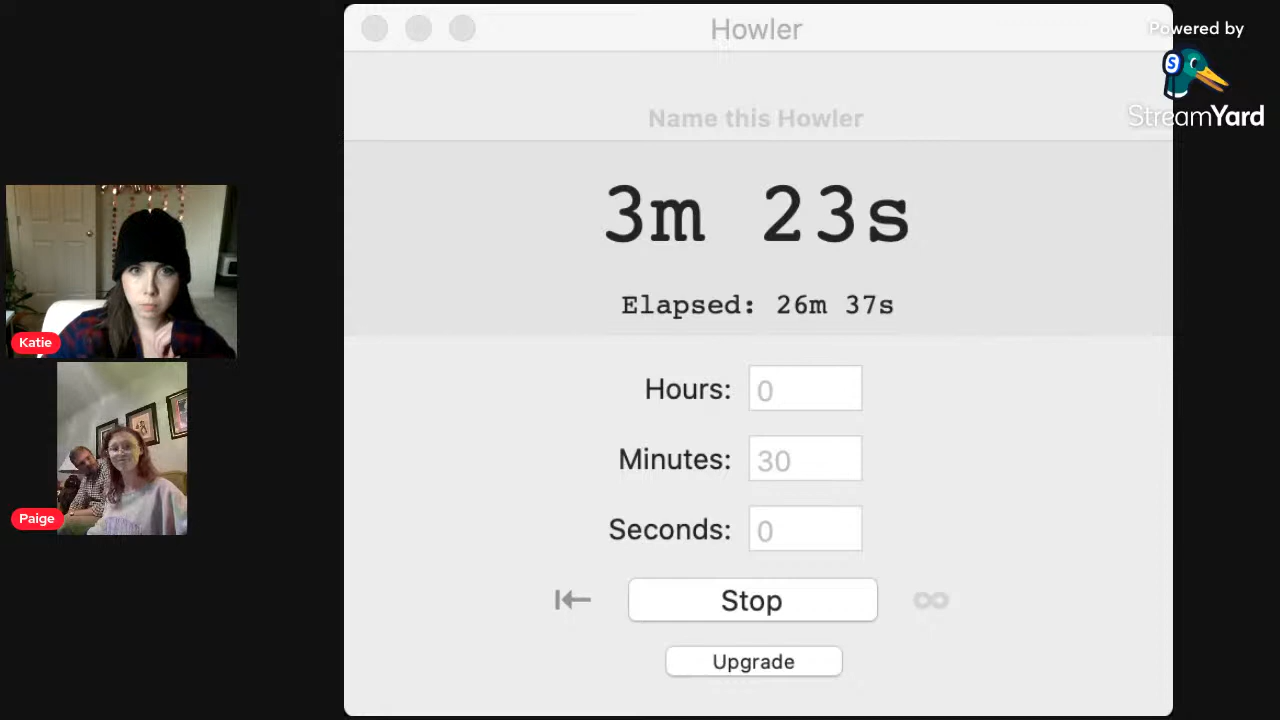 Howler
Powered by
StreamYard
Name this Howler
3m 23s
Elapsed: 26m 37s
Hours: 0
Minutes: 30
Seconds: 0
Stop
Upgrade
Katie
Paige